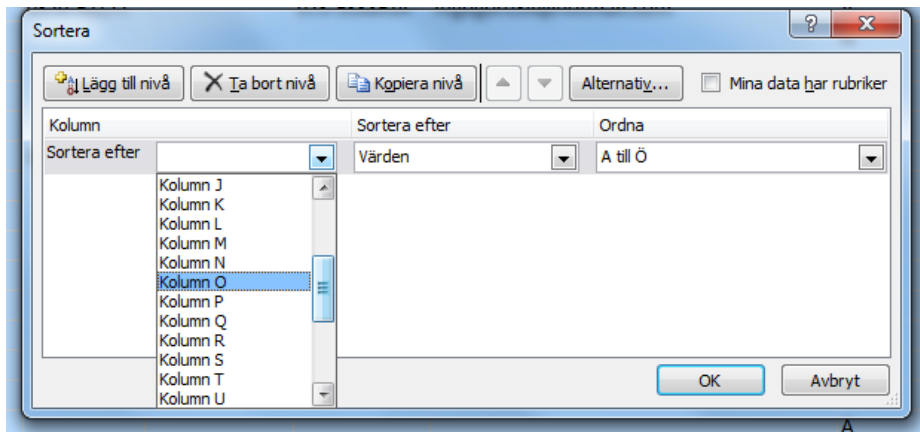 Sortera
Lägg till nivå Ta bort nivå Kopiera nivå Alternativ... Mina data har rubriker
Kolumn Sortera efter Ordna
Sortera efter Värden A till Ö
Kolumn J
Kolumn K
Kolumn L
Kolumn M
Kolumn N
Kolumn O
Kolumn P
Kolumn Q
Kolumn R
Kolumn S
Kolumn T
Kolumn U
OK Avbryt
A